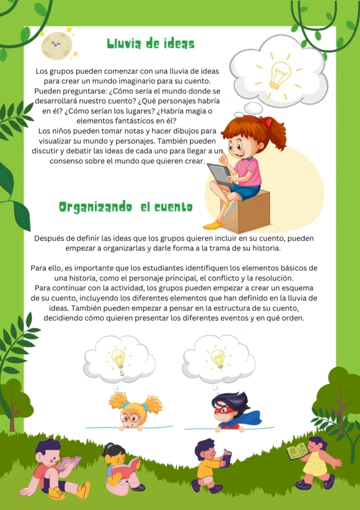 Lluvia de ideas
Los grupos pueden comenzar con una lluvia de ideas
para crear un mundo imaginario para su cuento.
Pueden preguntarse: ¿Cómo sería el mundo donde se
desarrollará nuestro cuento? ¿Qué personajes habría
en él? ¿Cómo serían los lugares? ¿Habría magia o
elementos fantásticos en él?
Los niños pueden tomar notas y hacer dibujos para
visualizar su mundo y personajes. También pueden
discutir y debatir las ideas de cada uno para llegar a un
consenso sobre el mundo que quieren crear.
Organizando el cuento
Después de definir las ideas que los grupos quieren incluir en su cuento, pueden
empezar a organizarlas y darle forma a la trama de su historia.
Para ello, es importante que los estudiantes identifiquen los elementos básicos de
una historia, como el personaje principal, el conflicto y la resolución.
Para continuar con la actividad, los grupos pueden empezar a crear un esquema
de su cuento, incluyendo los diferentes elementos que han definido en la lluvia de
ideas. También pueden empezar a pensar en la estructura de su cuento,
decidiendo cómo quieren presentar los diferentes eventos y en qué orden.